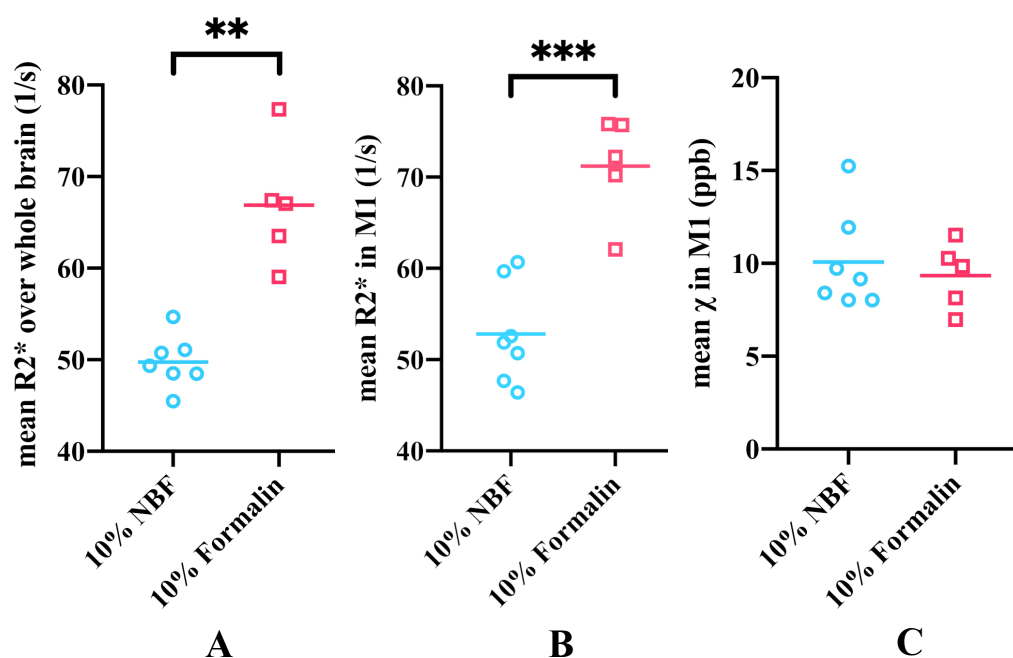 **
mean R2* over whole brain (1/s)
80
70
60
50
40
10% NBF
10% Formalin
A
***
mean R2* in M1 (1/s)
80
70
60
50
40
10% NBF
10% Formalin
B
mean χ in M1 (ppb)
20
15
10
5
0
10% NBF
10% Formalin
C